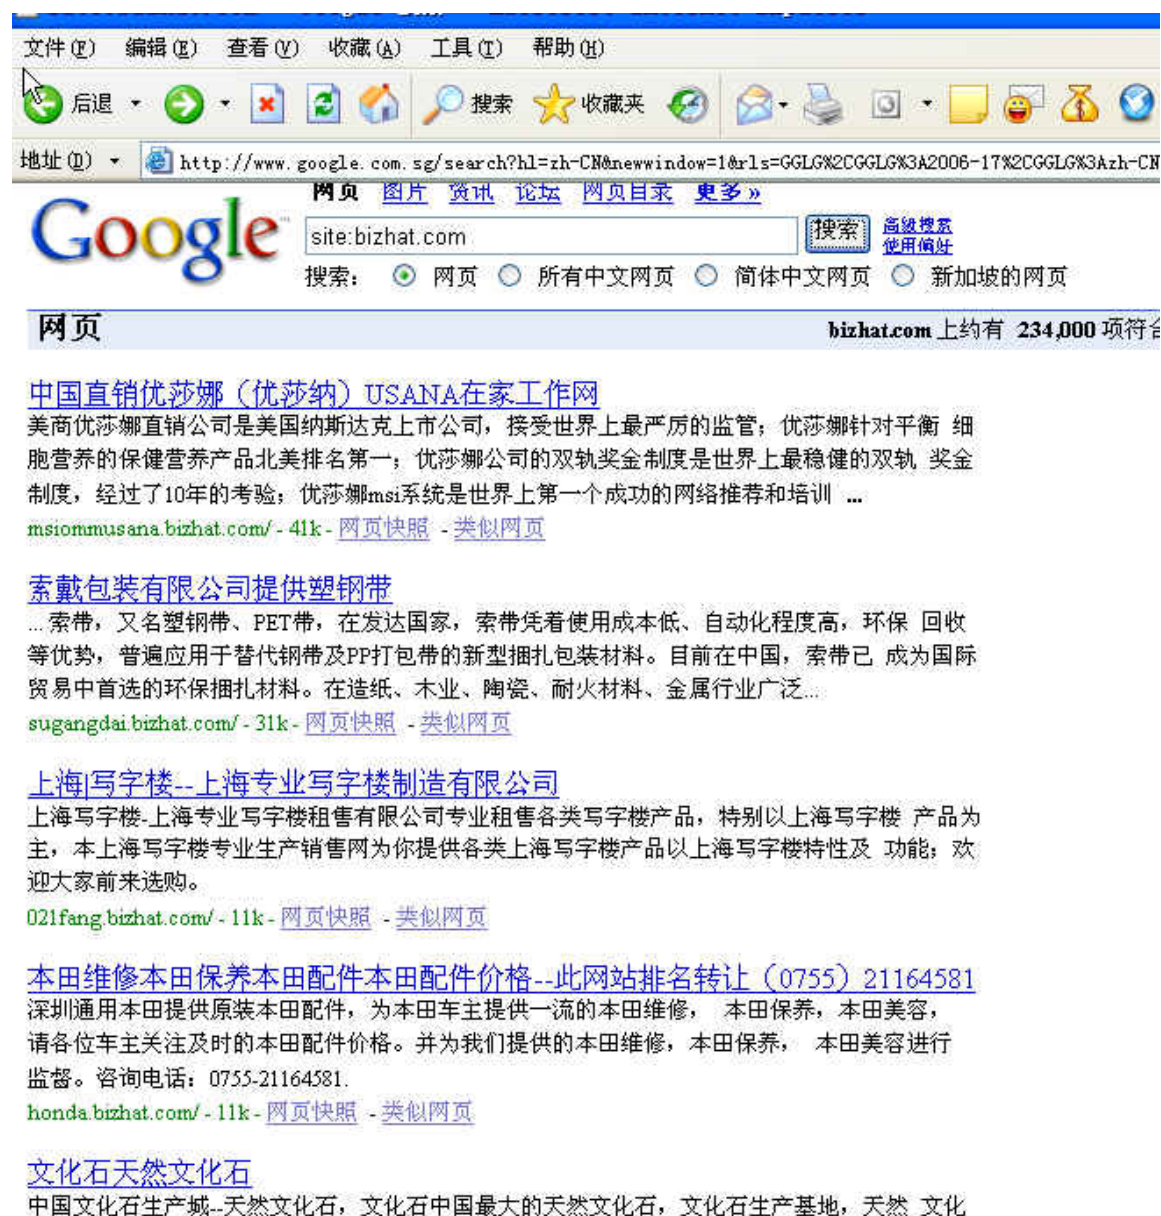 文件(F) 编辑(E) 查看(V) 收藏(A) 工具(T) 帮助(H)
后退 搜索 收藏夹
地址(D) http://www.google.com.sg/search?hl=zh-CN&newwindow=1&rls=GGLG%2CGGLG%3A2006-17%2CGGLG%3Azh-CN
网页 图片 资讯 论坛 网页目录 更多 »
Google™
site:bizhat.com 搜索 高级搜索
使用偏好
搜索: 网页 所有中文网页 简体中文网页 新加坡的网页
网页 bizhat.com 上约有 234,000 项符合
中国直销优莎娜（优莎纳）USANA在家工作网
美商优莎娜直销公司是美国纳斯达克上市公司，接受世界上最严厉的监管；优莎娜针对平衡 细
胞营养的保健营养产品北美排名第一；优莎娜公司的双轨奖金制度是世界上最稳健的双轨 奖金
制度，经过了10年的考验；优莎娜msi系统是世界上第一个成功的网络推荐和培训 ...
msiommusana.bizhat.com/ - 41k - 网页快照 - 类似网页
索戴包装有限公司提供塑钢带
... 索带，又名塑钢带、PET带，在发达国家，索带凭着使用成本低、自动化程度高，环保 回收
等优势，普遍应用于替代钢带及PP打包带的新型捆扎包装材料。目前在中国，索带已 成为国际
贸易中首选的环保捆扎材料。在造纸、木业、陶瓷、耐火材料、金属行业广泛...
sugangdai.bizhat.com/ - 31k - 网页快照 - 类似网页
上海|写字楼--上海专业写字楼制造有限公司
上海写字楼-上海专业写字楼租售有限公司专业租售各类写字楼产品，特别以上海写字楼 产品为
主，本上海写字楼专业生产销售网为你提供各类上海写字楼产品以上海写字楼特性及 功能；欢
迎大家前来选购。
021fang.bizhat.com/ - 11k - 网页快照 - 类似网页
本田维修本田保养本田配件本田配件价格--此网站排名转让（0755）21164581
深圳通用本田提供原装本田配件，为本田车主提供一流的本田维修， 本田保养，本田美容，
请各位车主关注及时的本田配件价格。并为我们提供的本田维修，本田保养， 本田美容进行
监督。咨询电话：0755-21164581.
honda.bizhat.com/ - 11k - 网页快照 - 类似网页
文化石天然文化石
中国文化石生产城--天然文化石，文化石中国最大的天然文化石，文化石生产基地，天然 文化